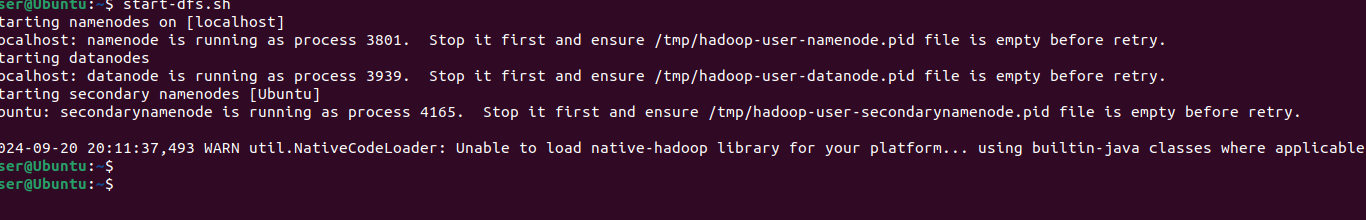 ser@Ubuntu:~$ start-dfs.sh
tarting namenodes on [localhost]
ocalhost: namenode is running as process 3801.  Stop it first and ensure /tmp/hadoop-user-namenode.pid file is empty before retry.
tarting datanodes
ocalhost: datanode is running as process 3939.  Stop it first and ensure /tmp/hadoop-user-datanode.pid file is empty before retry.
tarting secondary namenodes [Ubuntu]
buntu: secondarynamenode is running as process 4165.  Stop it first and ensure /tmp/hadoop-user-secondarynamenode.pid file is empty before retry.
024-09-20 20:11:37,493 WARN util.NativeCodeLoader: Unable to load native-hadoop library for your platform... using builtin-java classes where applicable
ser@Ubuntu:~$
ser@Ubuntu:~$